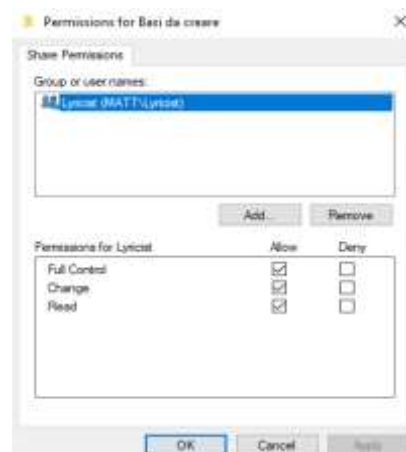 Permissions for Basi da creare
Share Permissions
Group or user names:
Lyricist (MATT\Lyricist)
Add...
Remove
Permissions for Lyricist
Allow
Deny
Full Control
Change
Read
OK
Cancel
Apply